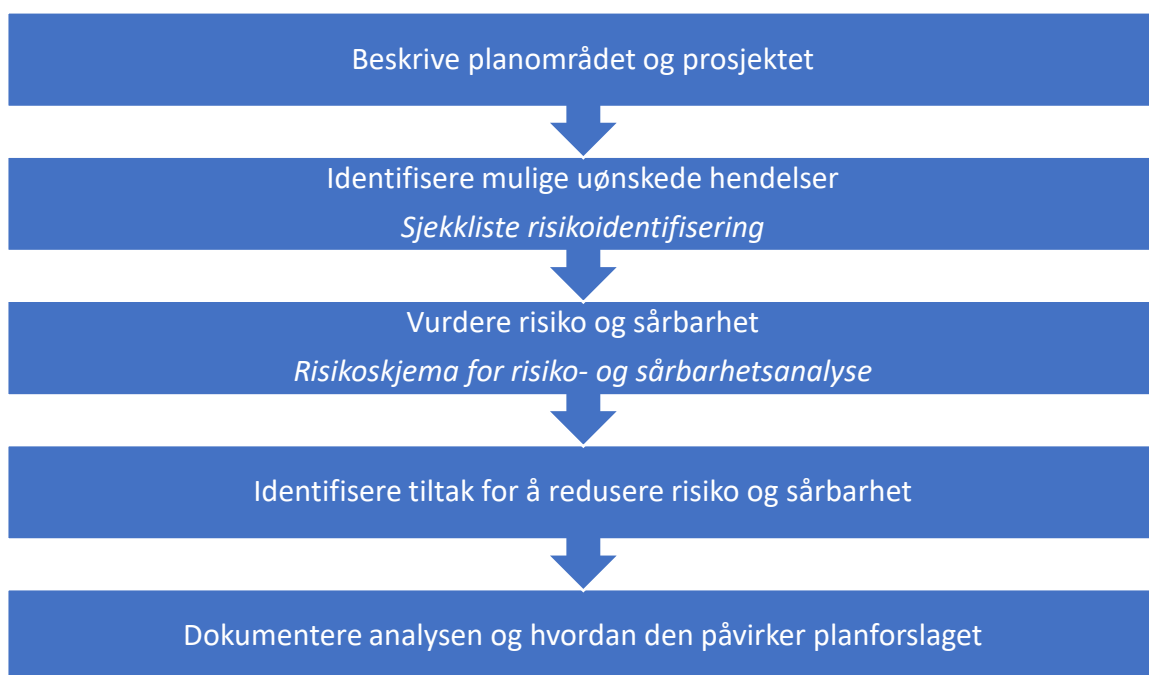 Beskrive planområdet og prosjektet
Identifisere mulige uønskede hendelser
Sjekkliste risikoidentifisering
Vurdere risiko og sårbarhet
Risikoskjema for risiko- og sårbarhetsanalyse
Identifisere tiltak for å redusere risiko og sårbarhet
Dokumentere analysen og hvordan den påvirker planforslaget